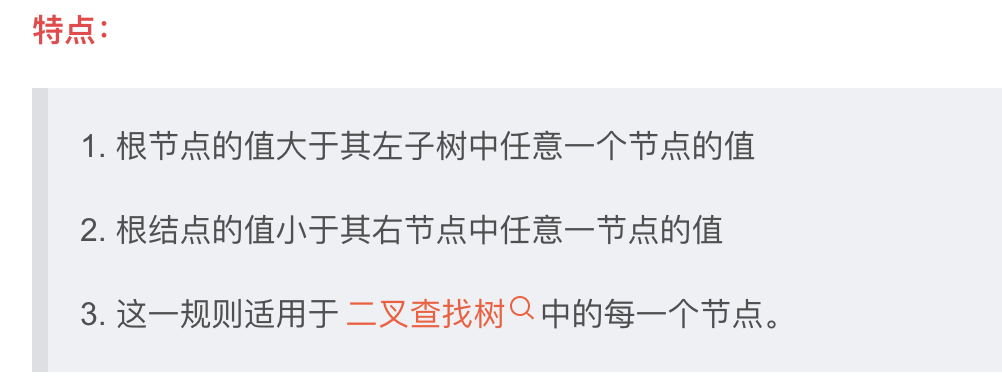 特点：
1. 根节点的值大于其左子树中任意一个节点的值
2. 根结点的值小于其右节点中任意一节点的值
3. 这一规则适用于 二叉查找树 中的每一个节点。